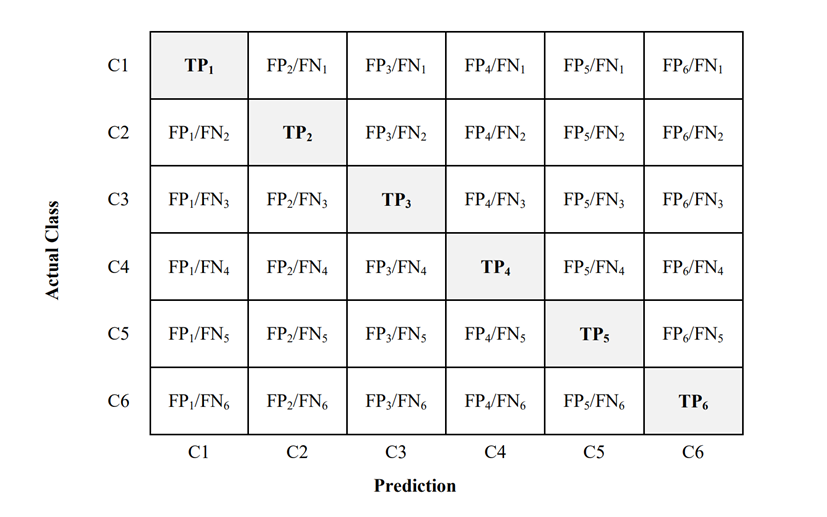 C1 TP₁ FP₂/FN₁ FP₃/FN₁ FP₄/FN₁ FP₅/FN₁ FP₆/FN₁
C2 FP₁/FN₂ TP₂ FP₃/FN₂ FP₄/FN₂ FP₅/FN₂ FP₆/FN₂
C3 FP₁/FN₃ FP₂/FN₃ TP₃ FP₄/FN₃ FP₅/FN₃ FP₆/FN₃
C4 FP₁/FN₄ FP₂/FN₄ FP₃/FN₄ TP₄ FP₅/FN₄ FP₆/FN₄
C5 FP₁/FN₅ FP₂/FN₅ FP₃/FN₅ FP₄/FN₅ TP₅ FP₆/FN₅
C6 FP₁/FN₆ FP₂/FN₆ FP₃/FN₆ FP₄/FN₆ FP₅/FN₆ TP₆
C1 C2 C3 C4 C5 C6
Prediction
Actual Class